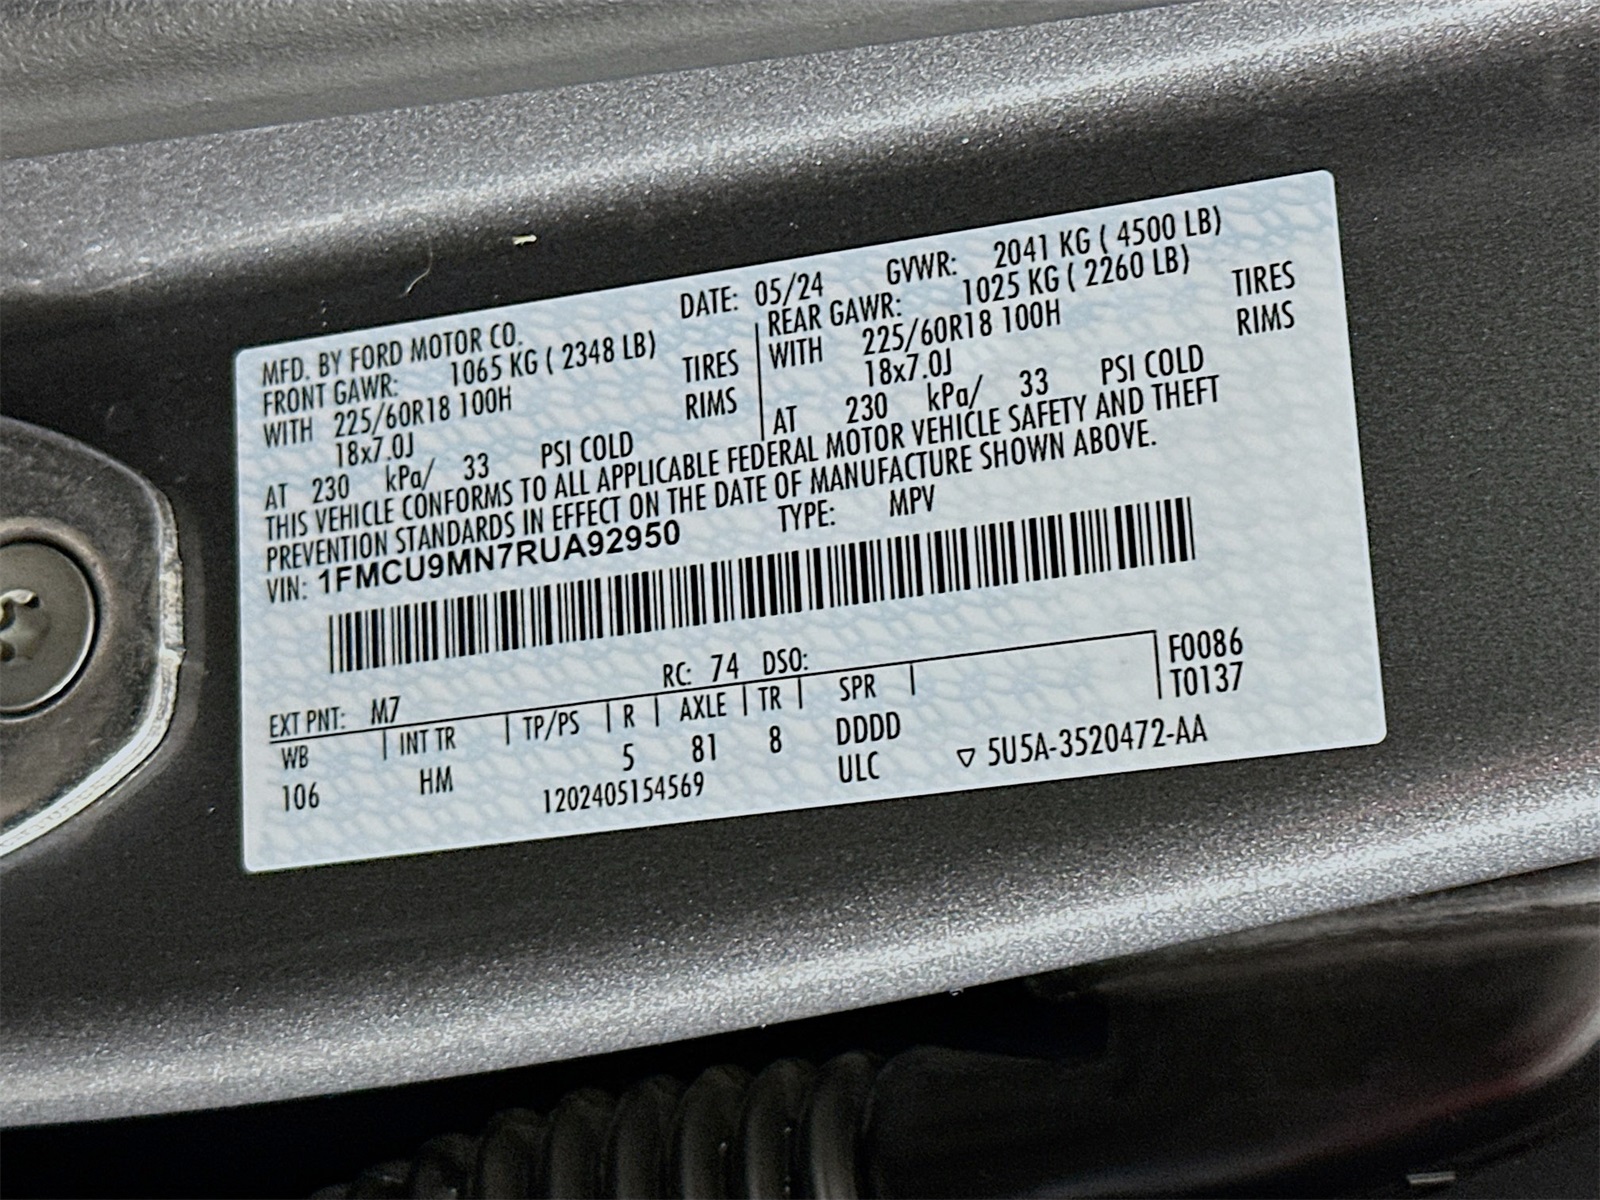 MFD. BY FORD MOTOR CO. DATE: 05/24 GVWR: 2041 KG ( 4500 LB)
FRONT GAWR: 1065 KG ( 2348 LB)
WITH 225/60R18 100H TIRES
18x7.0J RIMS
AT 230 kPa/ 33 PSI COLD
REAR GAWR: 1025 KG ( 2260 LB)
WITH 225/60R18 100H TIRES
18x7.0J RIMS
AT 230 kPa/ 33 PSI COLD
THIS VEHICLE CONFORMS TO ALL APPLICABLE FEDERAL MOTOR VEHICLE SAFETY AND THEFT
PREVENTION STANDARDS IN EFFECT ON THE DATE OF MANUFACTURE SHOWN ABOVE.
VIN: 1FMCU9MN7RUA92950 TYPE: MPV
EXT PNT: M7 RC: 74 DSO:
WB INT TR TP/PS R AXLE TR SPR F0086
106 HM 5 81 8 DDDD T0137
1202405154569 ULC ▽ 5U5A-3520472-AA